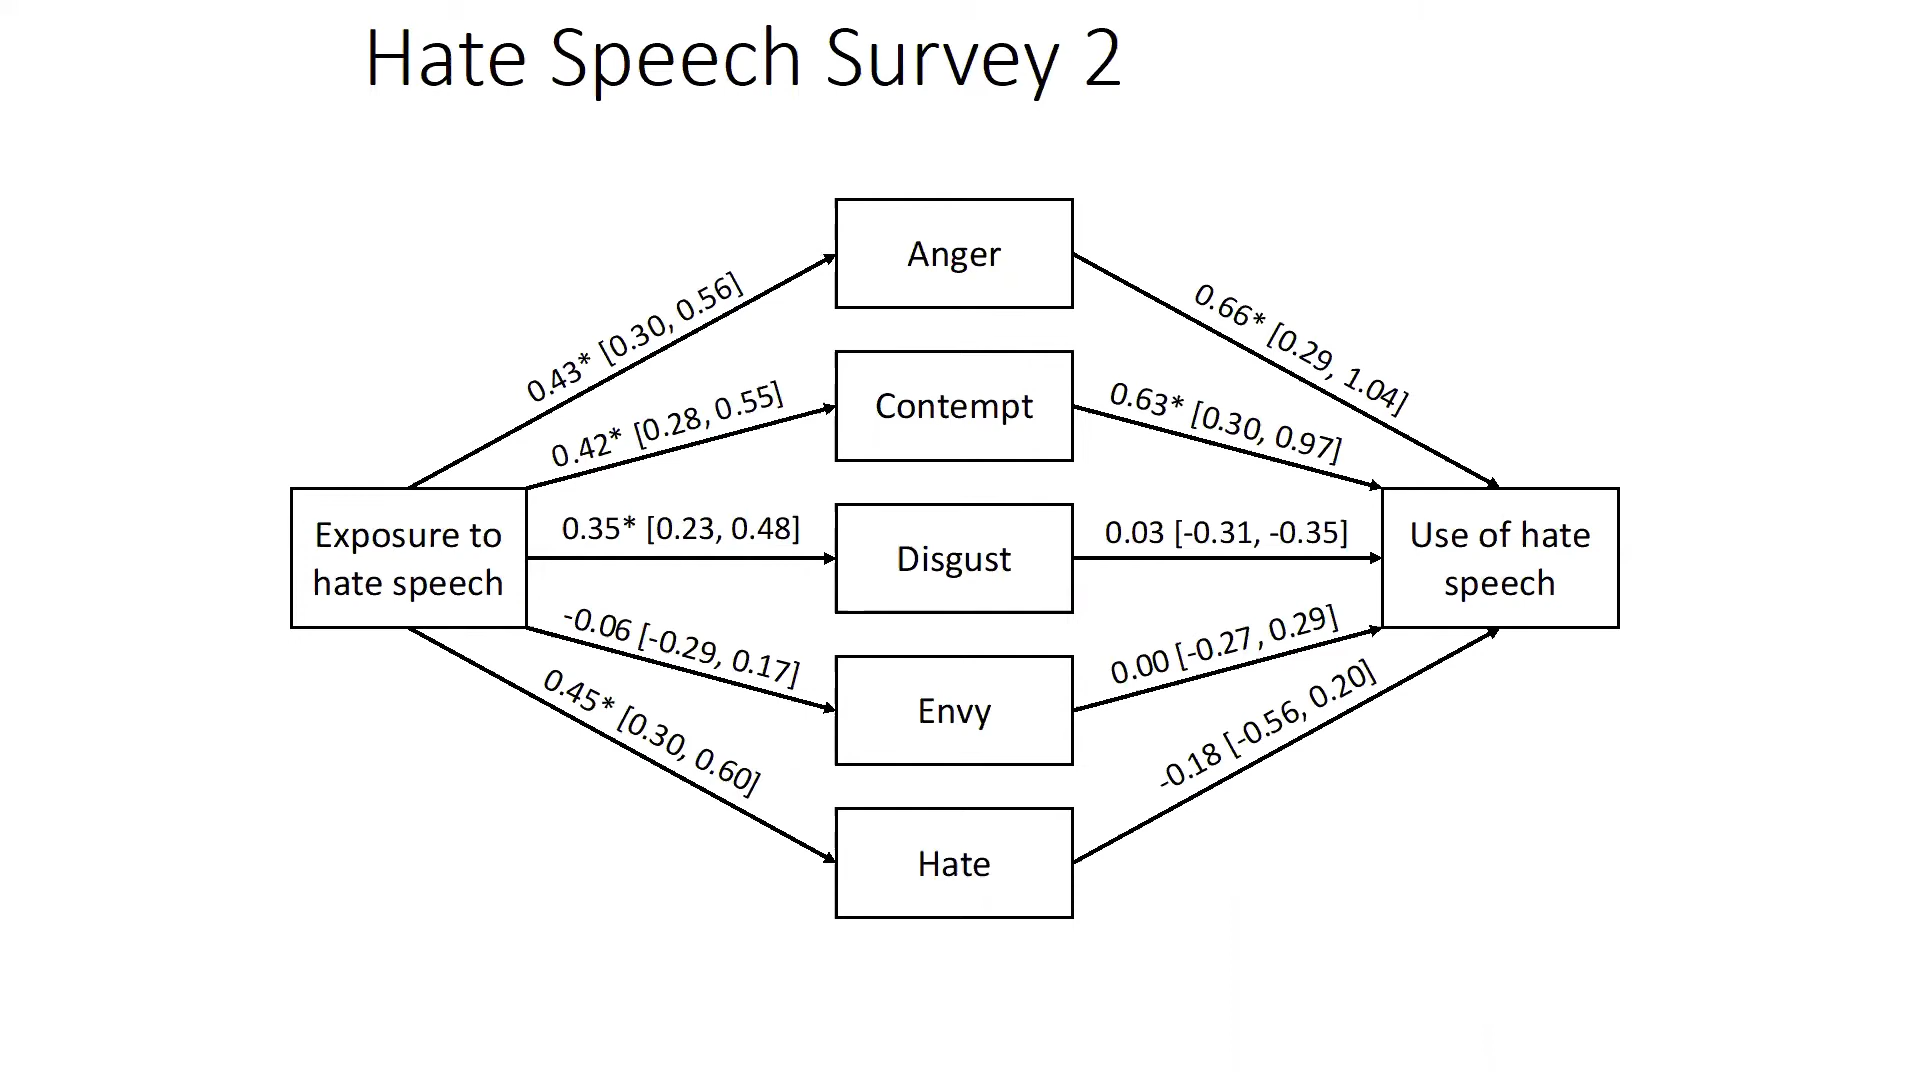 Hate Speech Survey 2
Anger
0.43* [0.30, 0.56]
0.66* [0.29, 1.04]
Contempt
0.42* [0.28, 0.55]
0.63* [0.30, 0.97]
Exposure to
hate speech
0.35* [0.23, 0.48]
Disgust
0.03 [-0.31, -0.35]
Use of hate
speech
-0.06 [-0.29, 0.17]
Envy
0.00 [-0.27, 0.29]
0.45* [0.30, 0.60]
Hate
-0.18 [-0.56, 0.20]